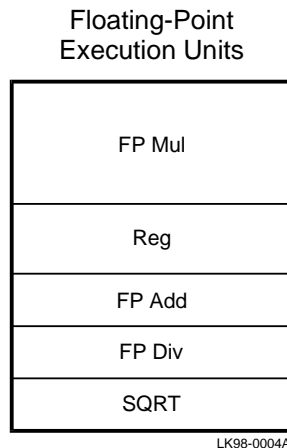 Floating-Point
Execution Units
FP Mul
Reg
FP Add
FP Div
SQRT
LK98-0004A